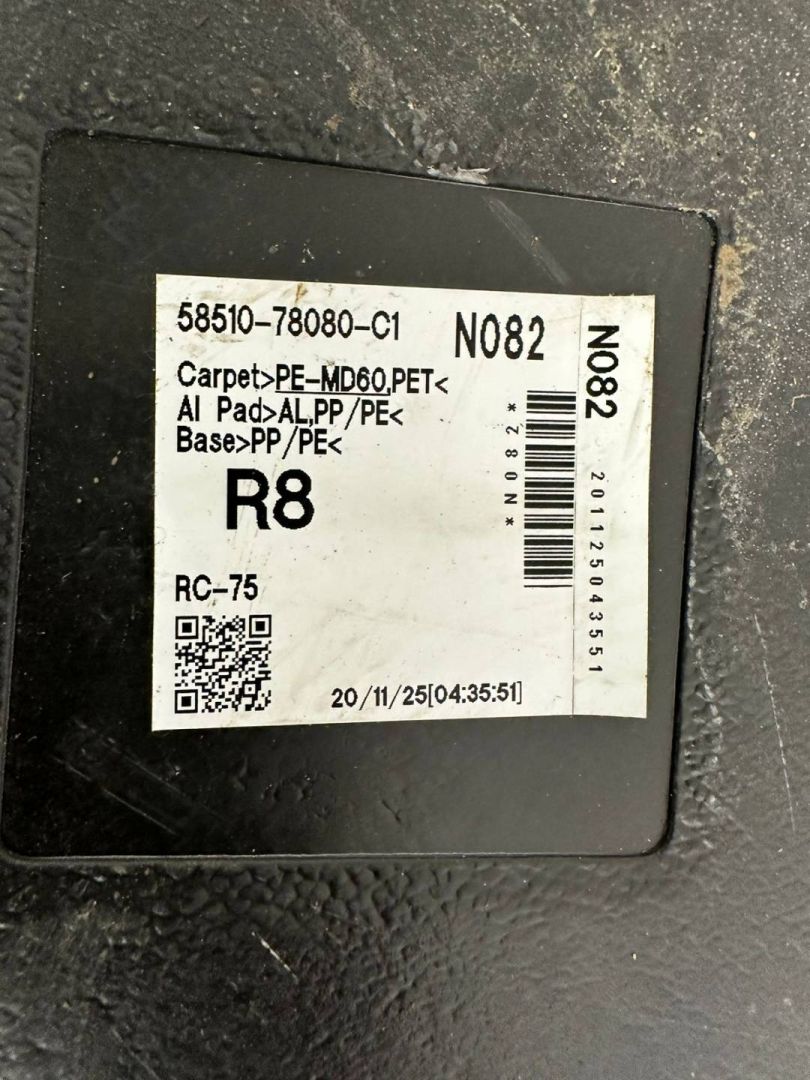 58510-78080-C1
N082
Carpet>PE-MD60,PET<
Al Pad>AL,PP/PE<
Base>PP/PE<
R8
RC-75
20/11/25[04:35:51]
*N082*
N082
201125043551